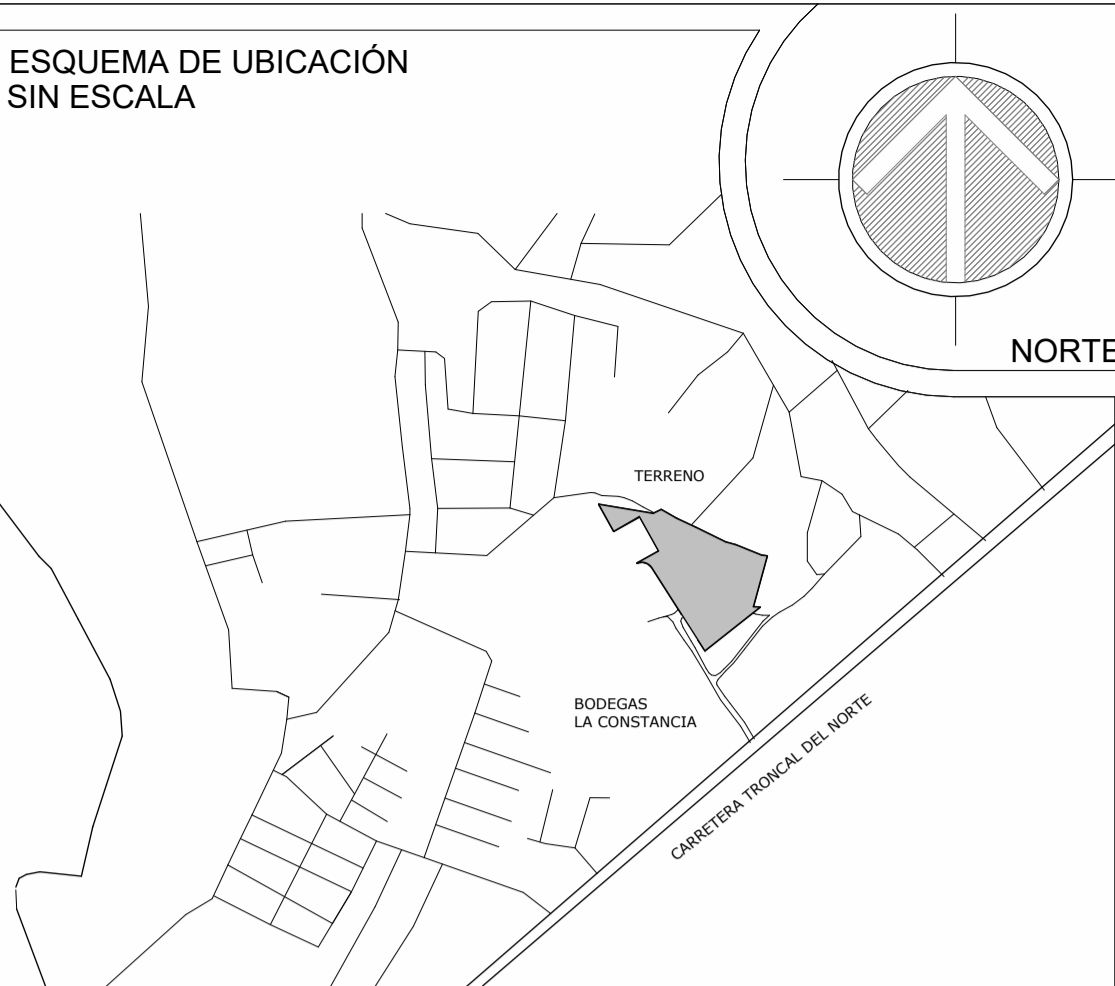 ESQUEMA DE UBICACIÓN
SIN ESCALA
NORTE
TERRENO
BODEGAS
LA CONSTANCIA
CARRETERA TRONCAL DEL NORTE